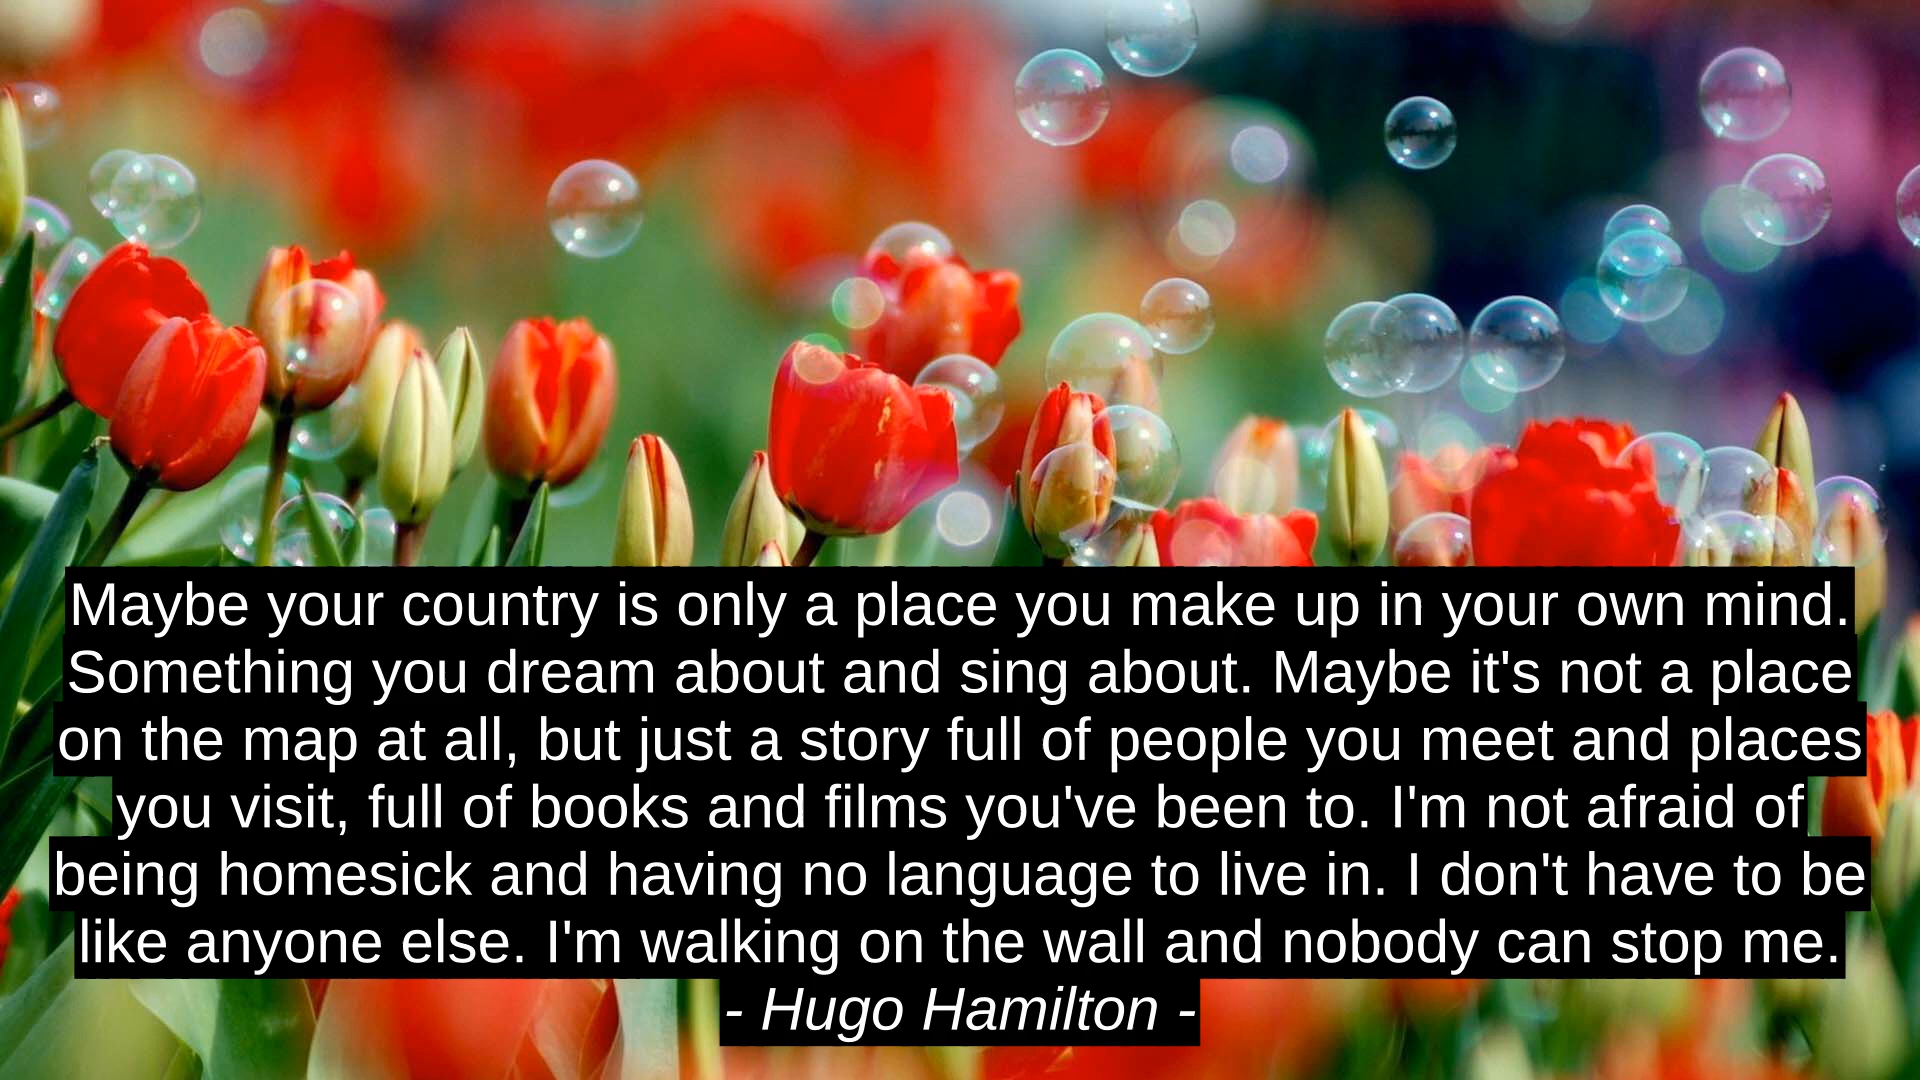 Maybe your country is only a place you make up in your own mind.
Something you dream about and sing about. Maybe it's not a place
on the map at all, but just a story full of people you meet and places
you visit, full of books and films you've been to. I'm not afraid of
being homesick and having no language to live in. I don't have to be
like anyone else. I'm walking on the wall and nobody can stop me.
- Hugo Hamilton -